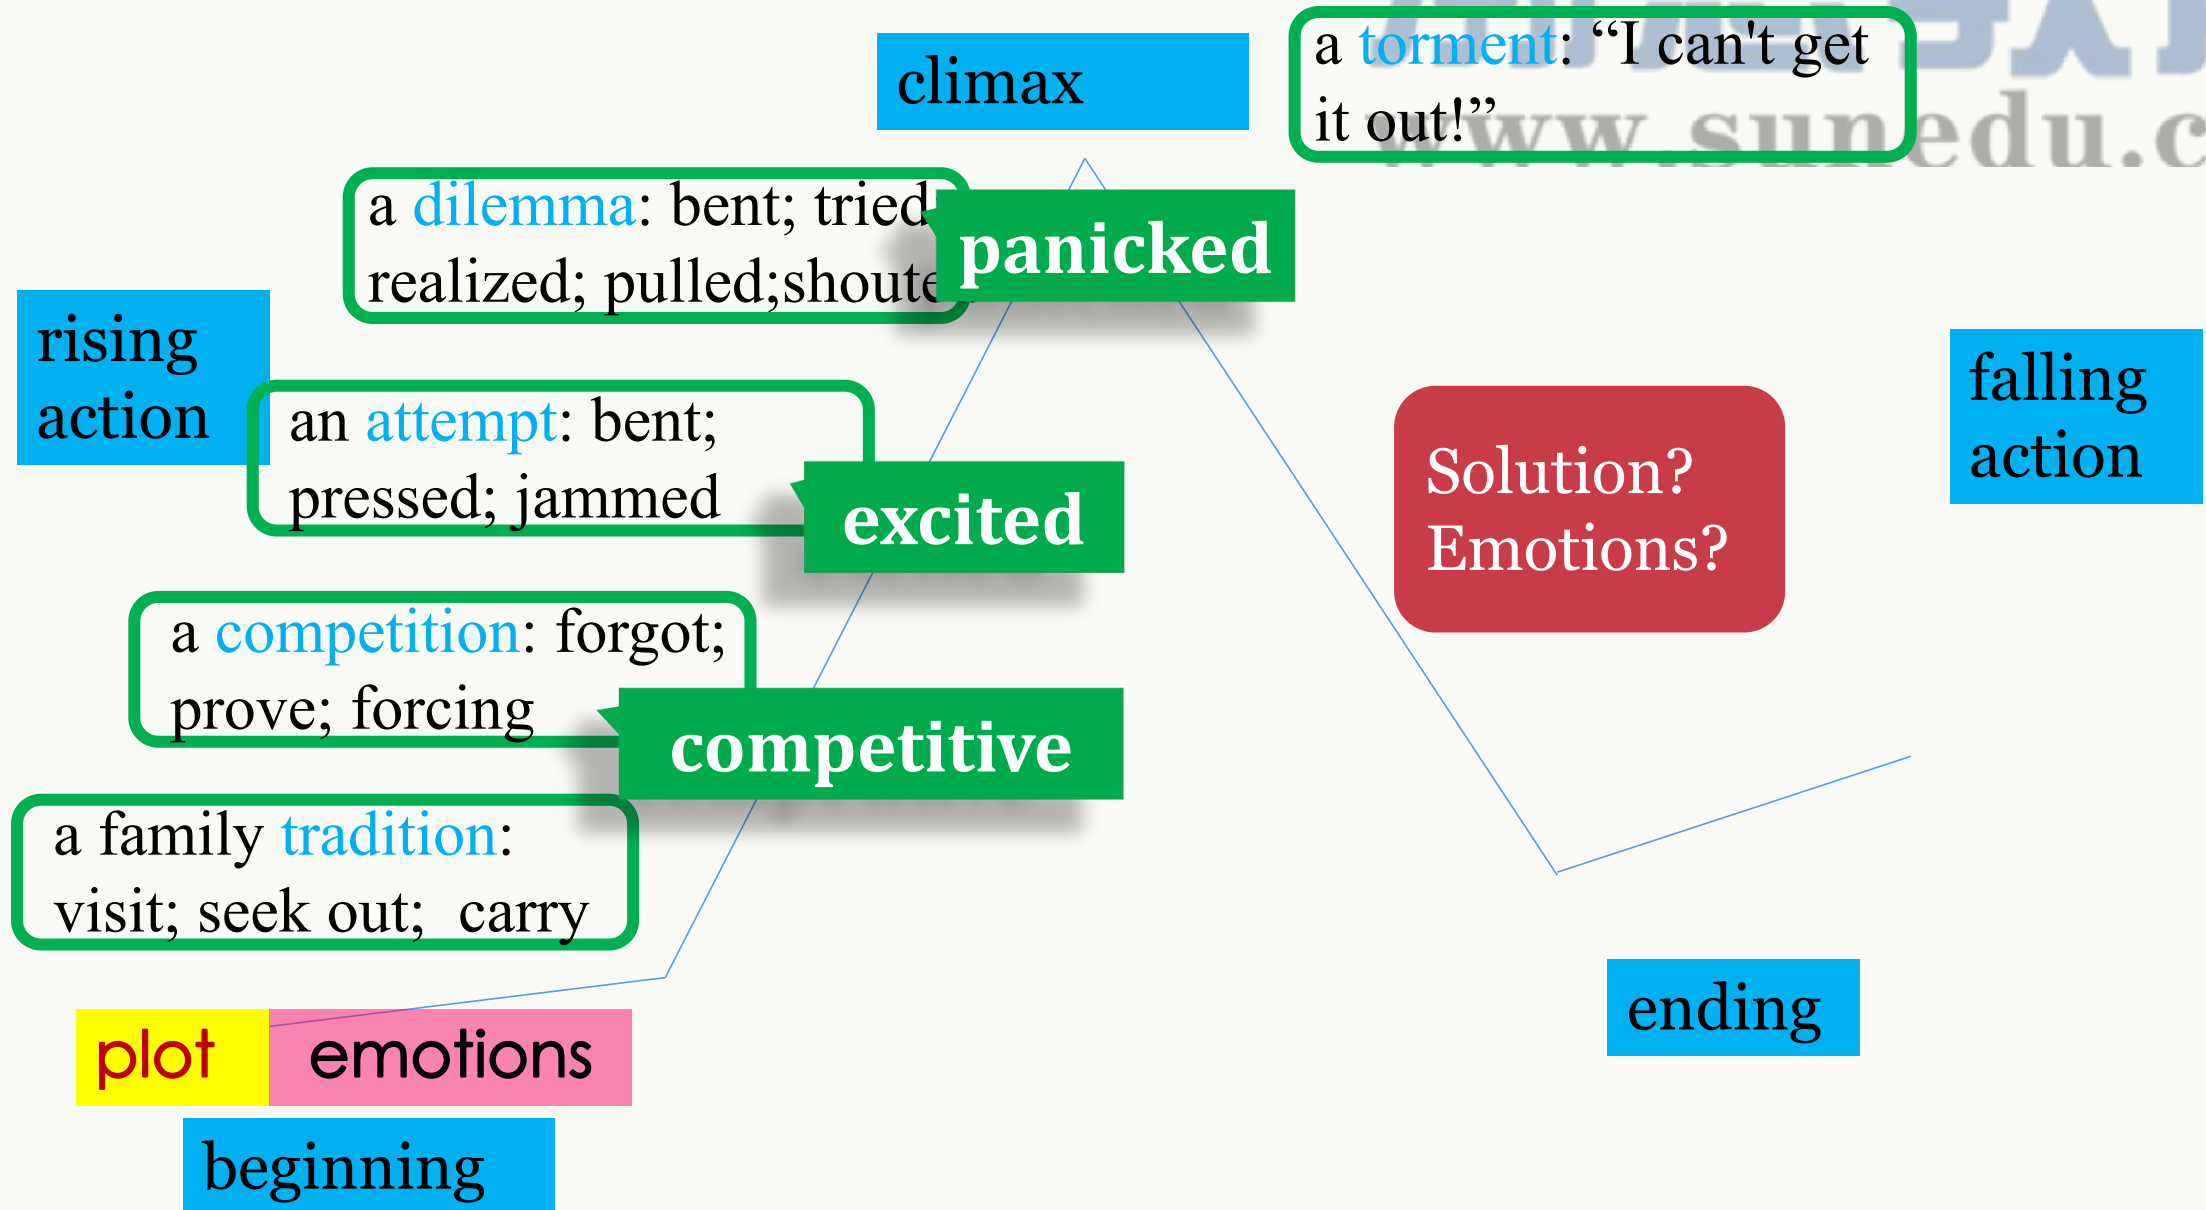 climax
a torment: “I can't get
it out!”
www.sunedu.c
a dilemma: bent; tried
realized; pulled;shoute
panicked
rising
action
an attempt: bent;
pressed; jammed
excited
falling
action
Solution?
Emotions?
a competition: forgot;
prove; forcing
competitive
a family tradition:
visit; seek out;  carry
ending
plot
emotions
beginning